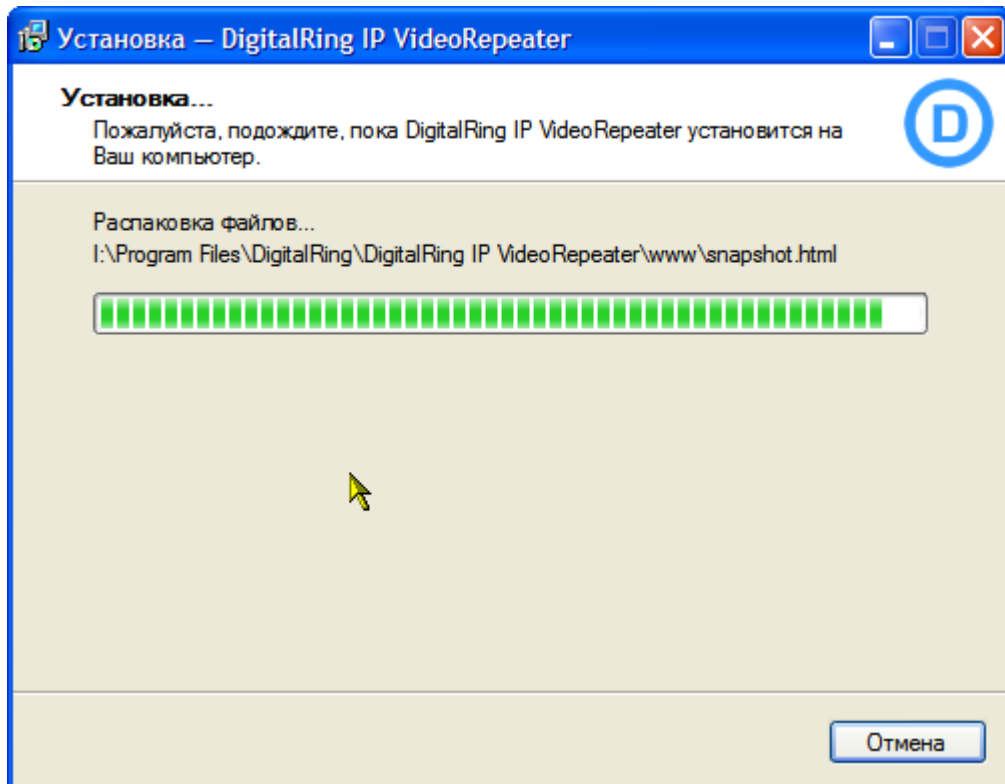 Установка — DigitalRing IP VideoRepeater
Установка...
Пожалуйста, подождите, пока DigitalRing IP VideoRepeater установится на
Ваш компьютер.
D
Распаковка файлов...
I:\Program Files\DigitalRing\DigitalRing IP VideoRepeater\www\snapshot.html
Отмена